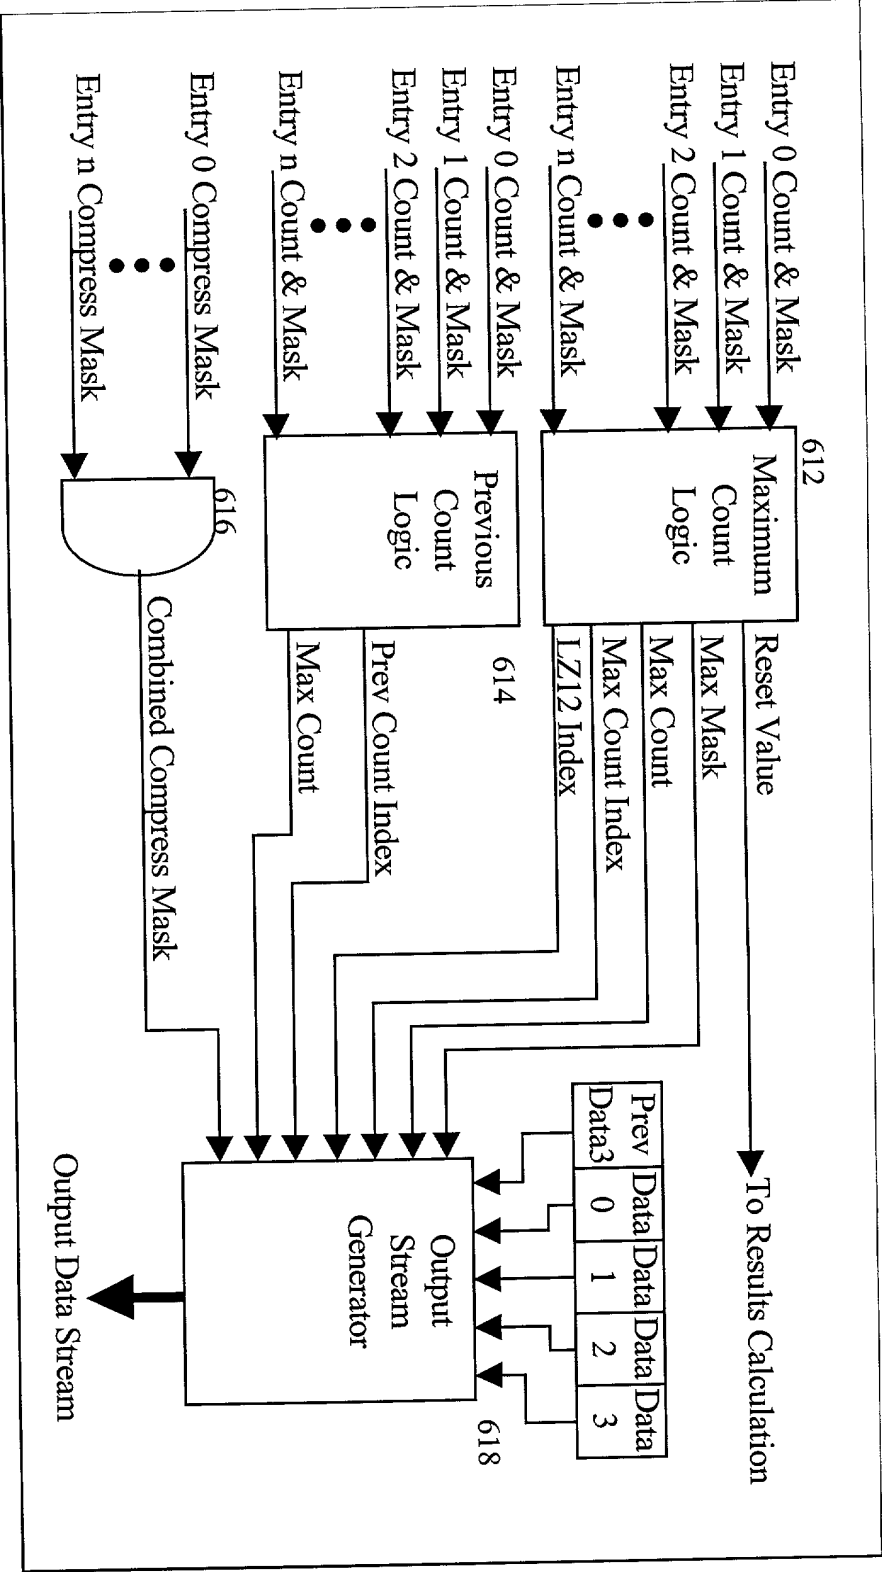 Entry 0 Count & Mask
Entry 1 Count & Mask
Entry 2 Count & Mask
Entry n Count & Mask
612
Maximum
Count
Logic
Reset Value
To Results Calculation
Max Mask
Max Count
Max Count Index
LZ12 Index
Entry 0 Count & Mask
Entry 1 Count & Mask
Entry 2 Count & Mask
Entry n Count & Mask
Previous
Count
Logic
614
Prev Count Index
Max Count
Entry 0 Compress Mask
Entry n Compress Mask
616
Combined Compress Mask
Prev
Data3
Data
0
Data
1
Data
2
Data
3
Output
Stream
Generator
618
Output Data Stream